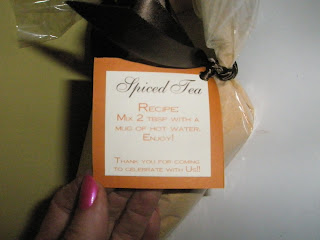 Spiced Tea
Recipe:
Mix 2 tbsp with a
mug of hot water.
Enjoy!
Thank you for coming
to celebrate with Us!!